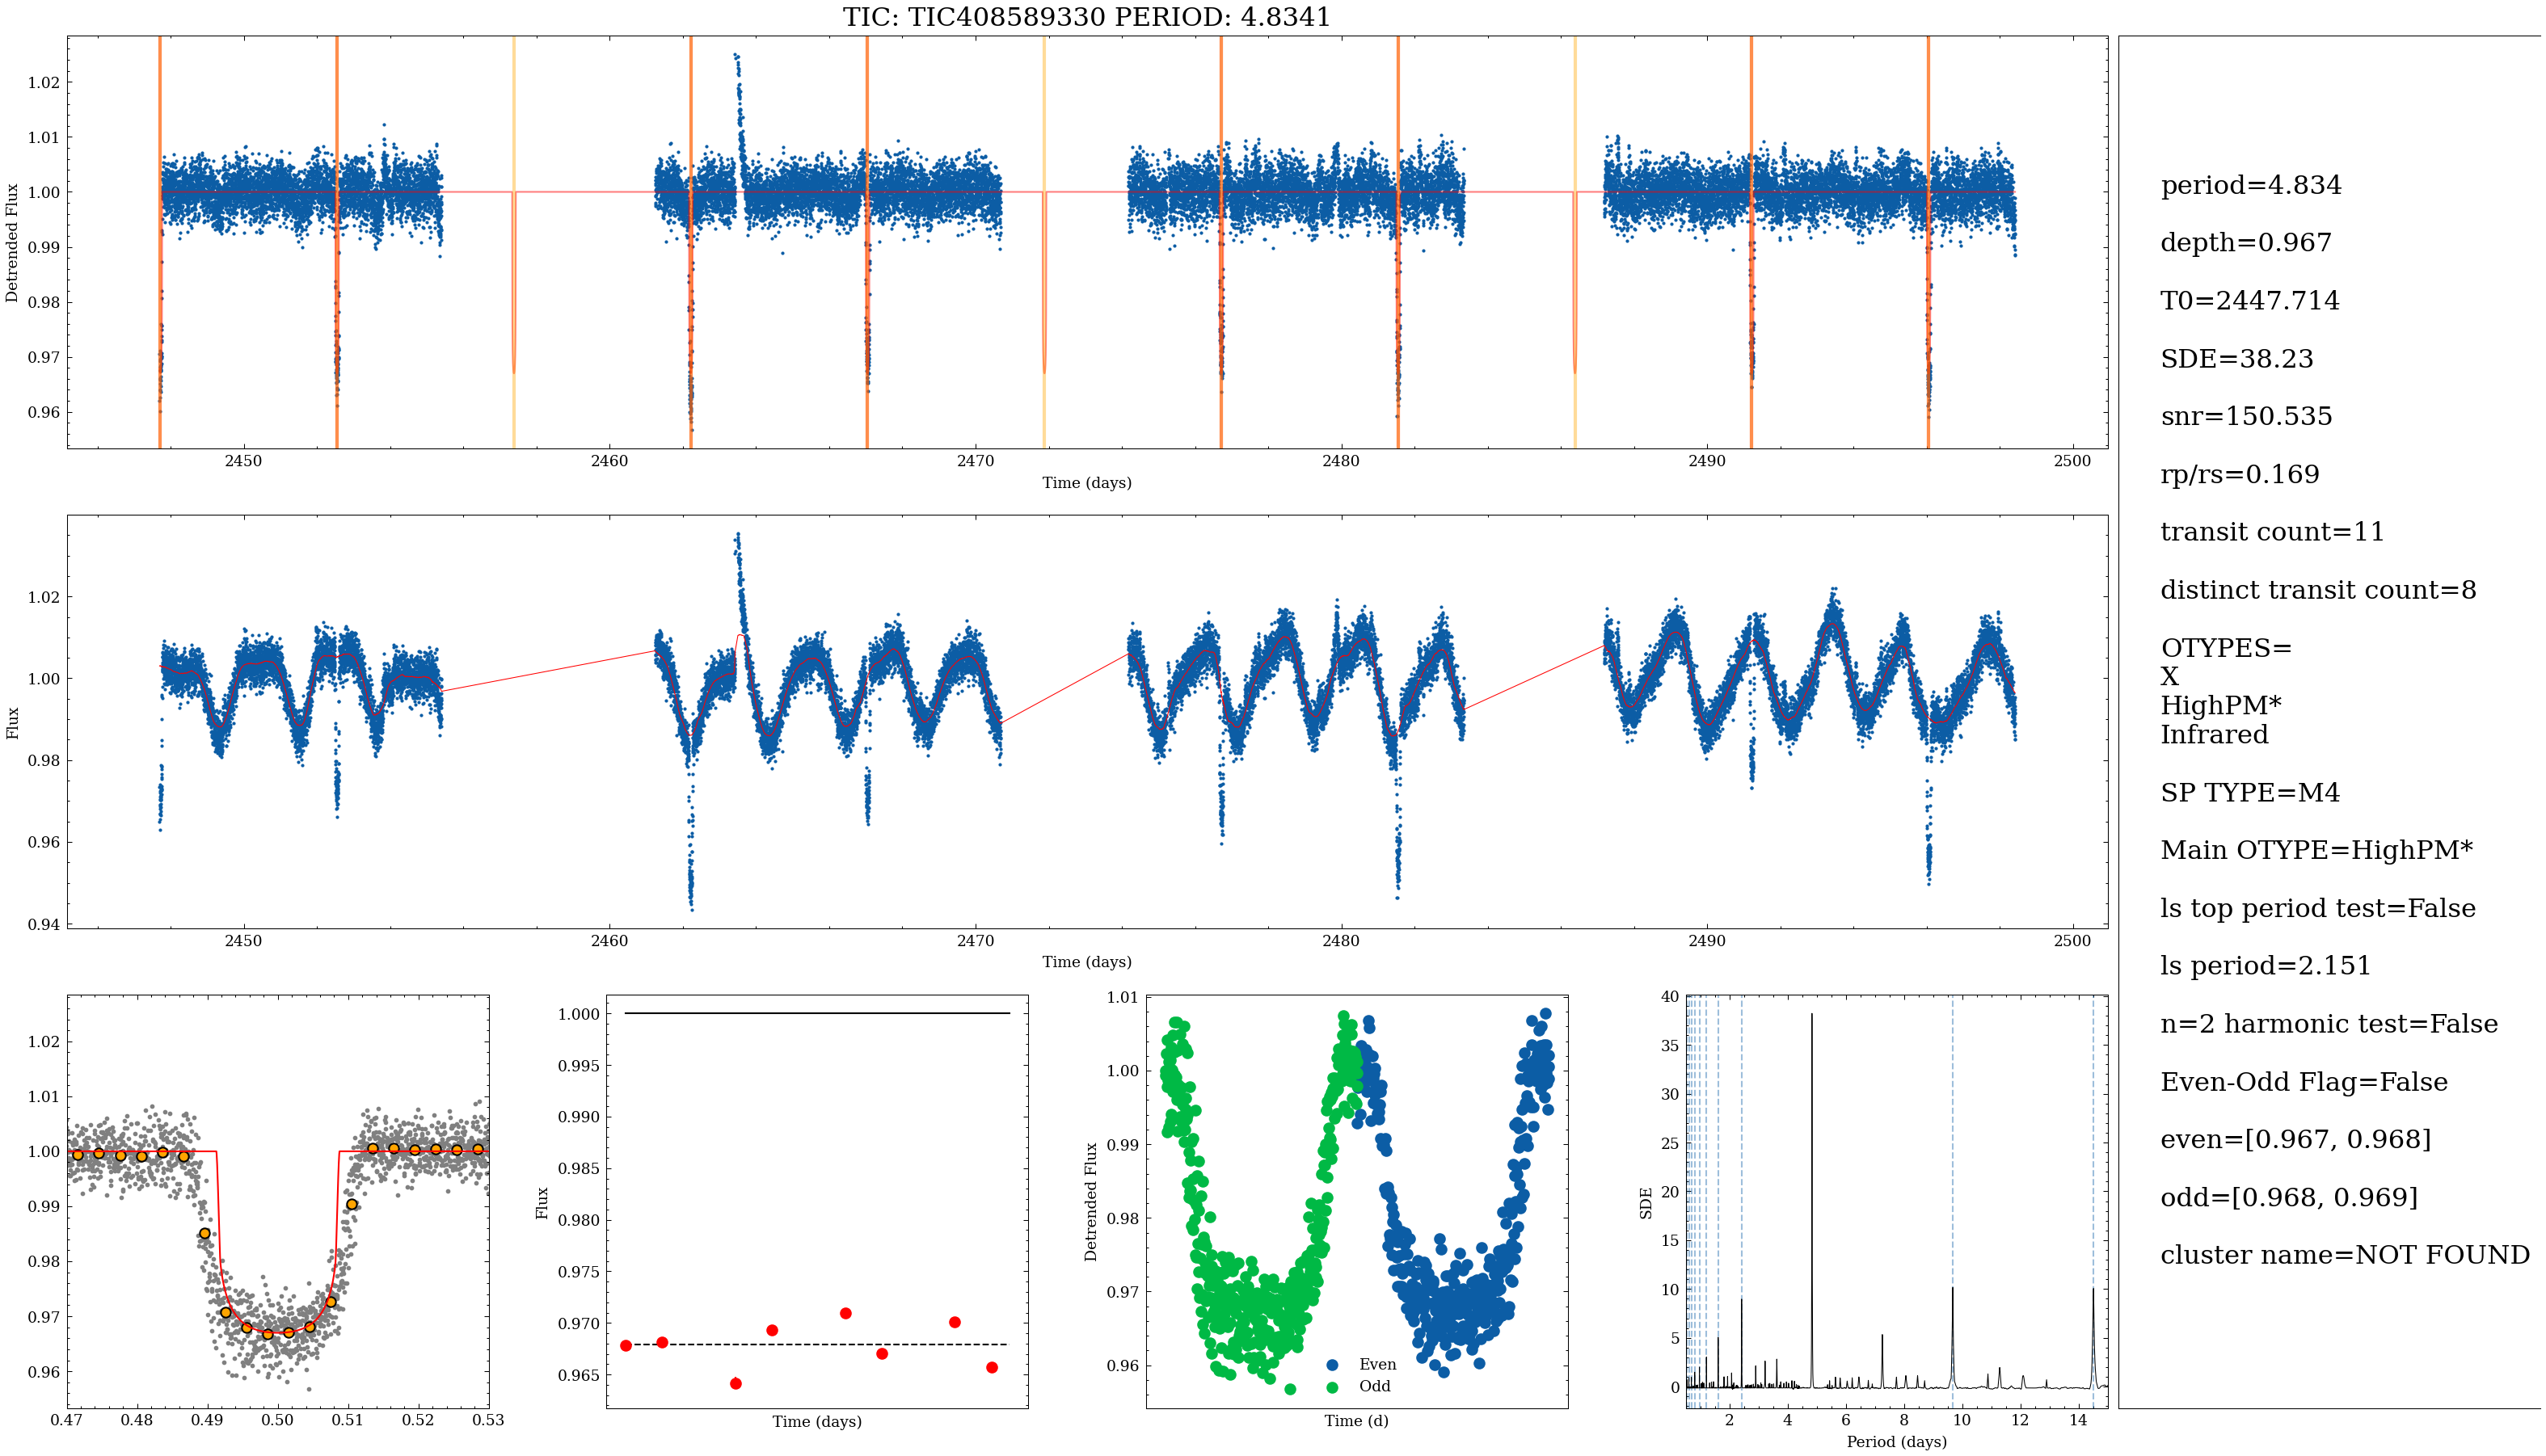 TIC: TIC408589330 PERIOD: 4.8341
Detrended Flux
1.02
1.01
1.00
0.99
0.98
0.97
0.96
2450
2460
2470
2480
2490
2500
Time (days)
Flux
1.02
1.00
0.98
0.96
0.94
2450
2460
2470
2480
2490
2500
Time (days)
1.02
1.01
1.00
0.99
0.98
0.97
0.96
0.47
0.48
0.49
0.50
0.51
0.52
0.53
Flux
1.000
0.995
0.990
0.985
0.980
0.975
0.970
0.965
Time (days)
Detrended Flux
1.01
1.00
0.99
0.98
0.97
0.96
Even
Odd
Time (d)
SDE
40
35
30
25
20
15
10
5
0
2
4
6
8
10
12
14
Period (days)
period=4.834
depth=0.967
T0=2447.714
SDE=38.23
snr=150.535
rp/rs=0.169
transit count=11
distinct transit count=8
OTYPES=
X
HighPM*
Infrared
SP TYPE=M4
Main OTYPE=HighPM*
ls top period test=False
ls period=2.151
n=2 harmonic test=False
Even-Odd Flag=False
even=[0.967, 0.968]
odd=[0.968, 0.969]
cluster name=NOT FOUND